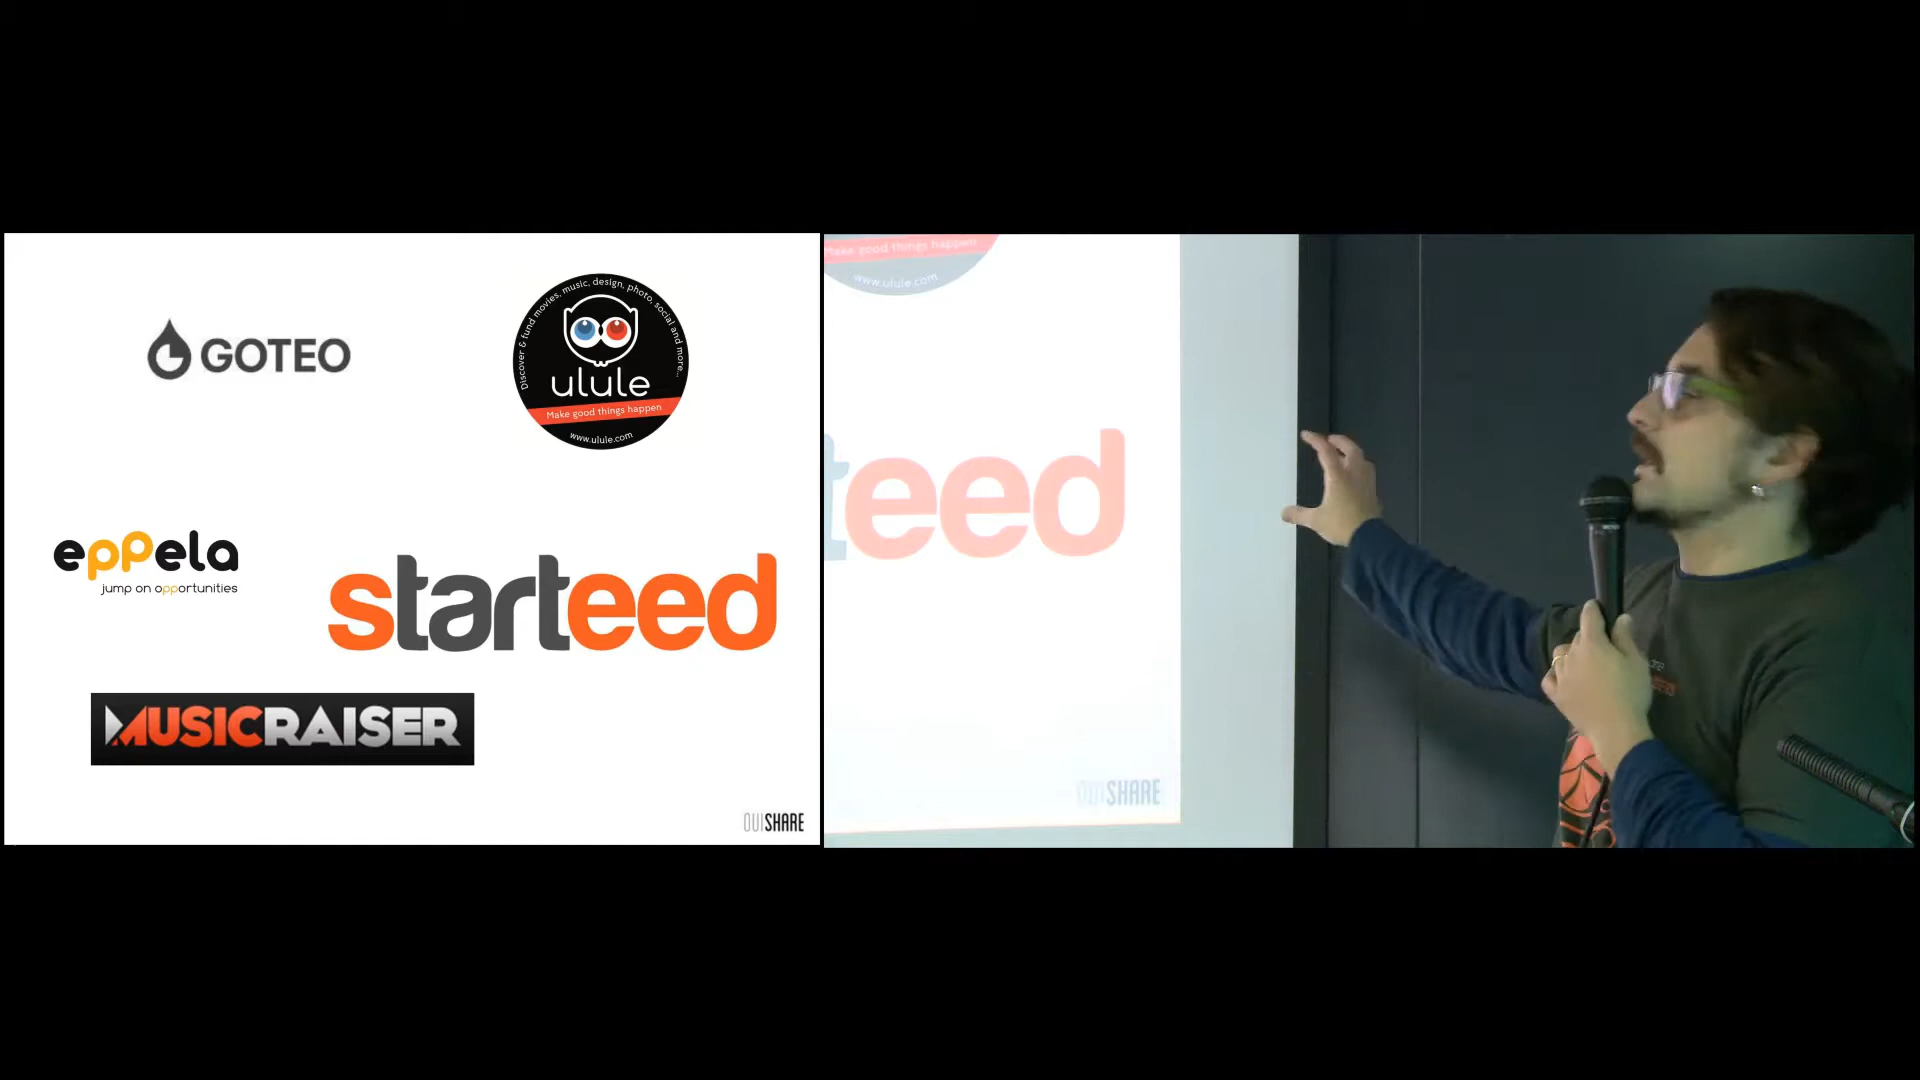 GOTEO
Discover & fund movies, music, design, photo, social and more...
ulule
Make good things happen
www.ulule.com
eppela
jump on opportunities
starteed
MUSICRAISER
OUISHARE
Make good things happen
www.ulule.com
teed
OUISHARE